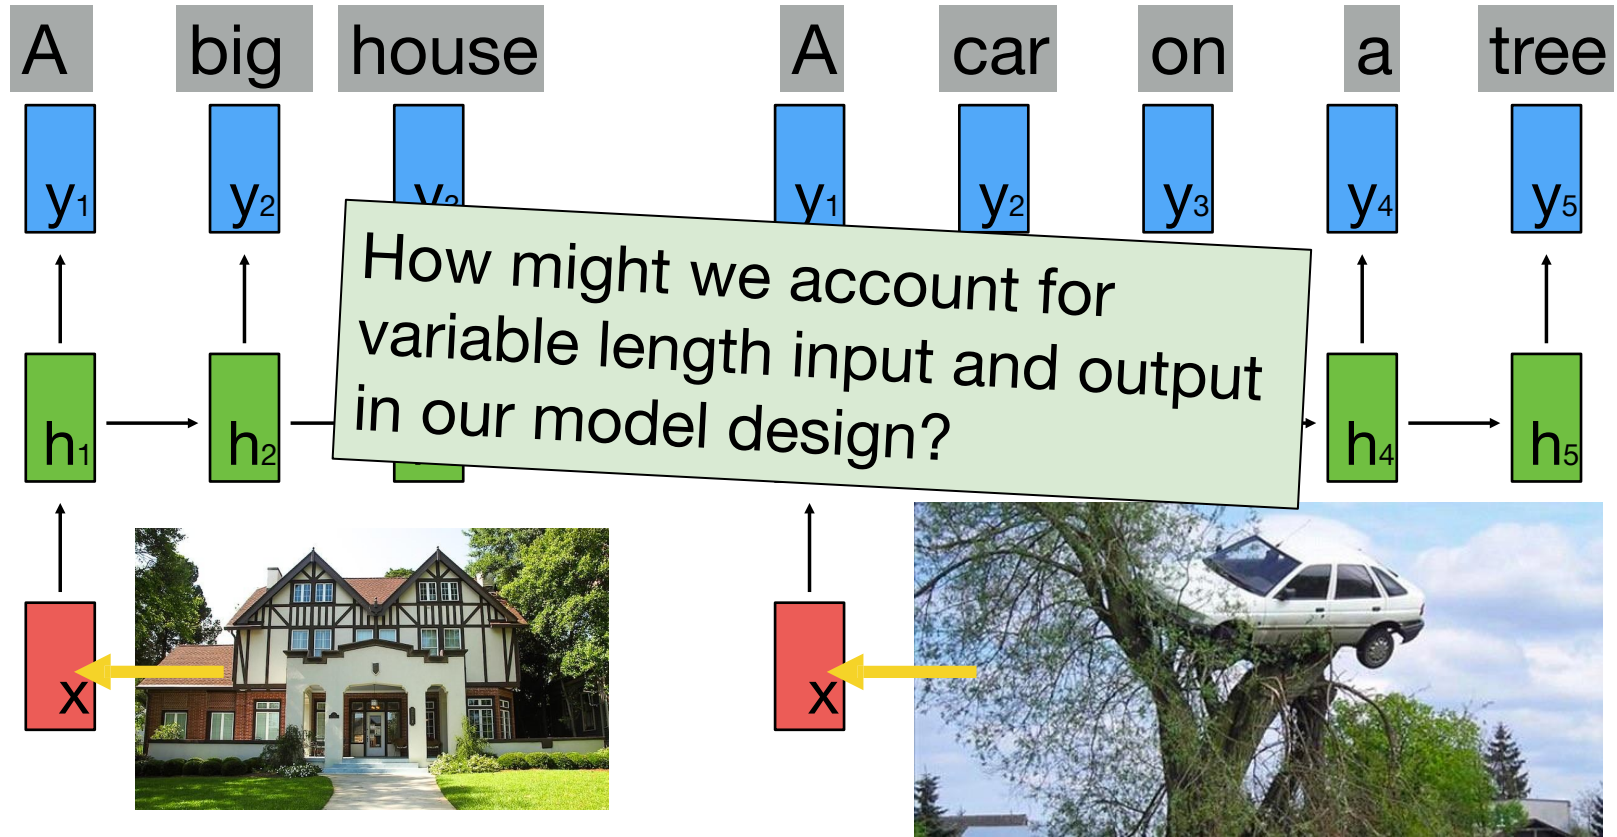 A big house A car on a tree
y1 y2 y3 y1 y2 y3 y4 y5
How might we account for
variable length input and output
in our model design?
h1 h2 h4 h5
x x